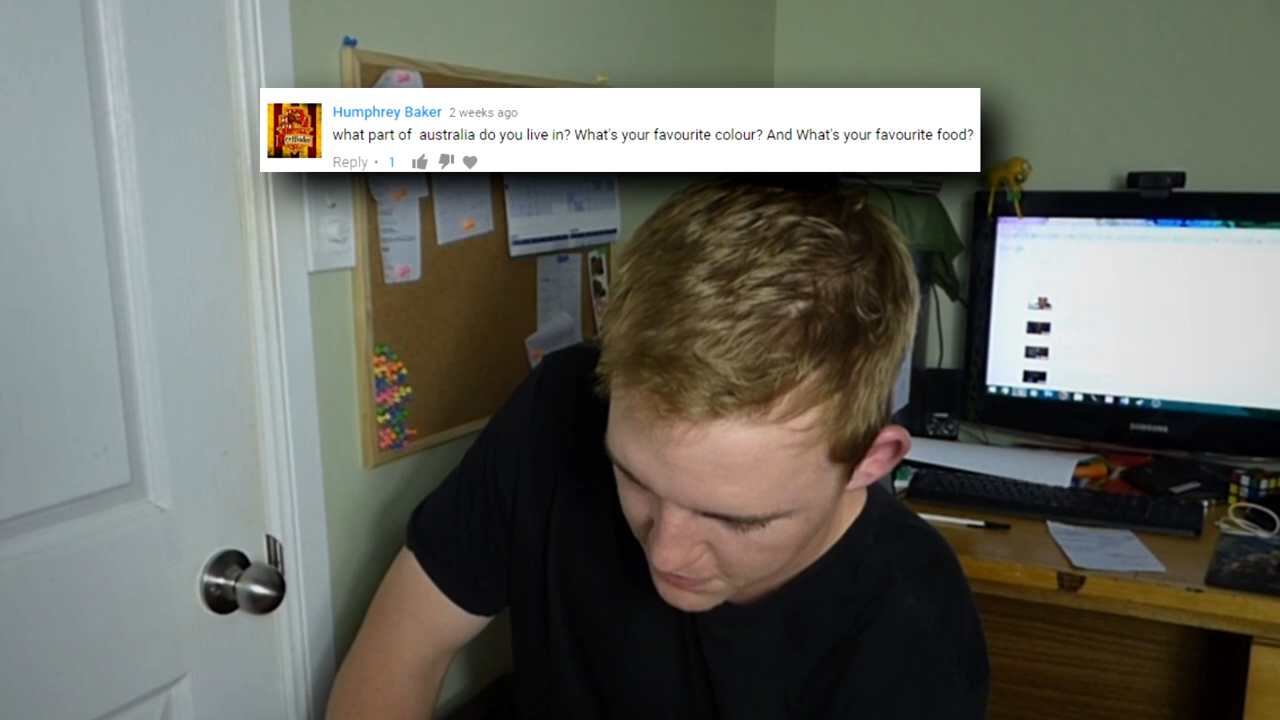 Humphrey Baker 2 weeks ago
what part of australia do you live in? What's your favourite colour? And What's your favourite food?
Reply • 1
SAMSUNG